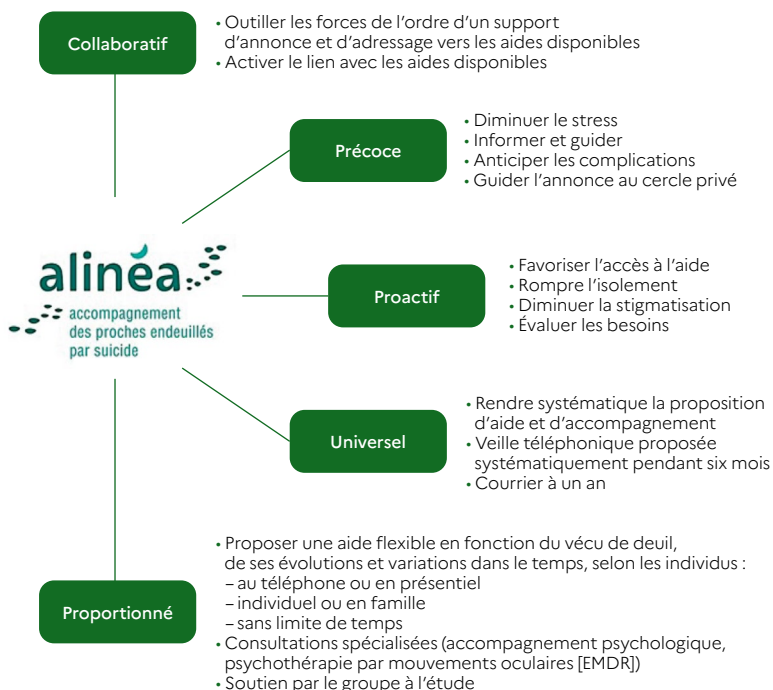 Collaboratif
• Outiller les forces de l’ordre d’un support
d’annonce et d’adressage vers les aides disponibles
• Activer le lien avec les aides disponibles
Précoce
• Diminuer le stress
• Informer et guider
• Anticiper les complications
• Guider l’annonce au cercle privé
alinéa
accompagnement
des proches endeuillés
par suicide
Proactif
• Favoriser l’accès à l’aide
• Rompre l’isolement
• Diminuer la stigmatisation
• Évaluer les besoins
Universel
• Rendre systématique la proposition
d’aide et d’accompagnement
• Veille téléphonique proposée
systématiquement pendant six mois
• Courrier à un an
Proportionné
• Proposer une aide flexible en fonction du vécu de deuil,
de ses évolutions et variations dans le temps, selon les individus :
– au téléphone ou en présentiel
– individuel ou en famille
– sans limite de temps
• Consultations spécialisées (accompagnement psychologique,
psychothérapie par mouvements oculaires [EMDR])
• Soutien par le groupe à l’étude